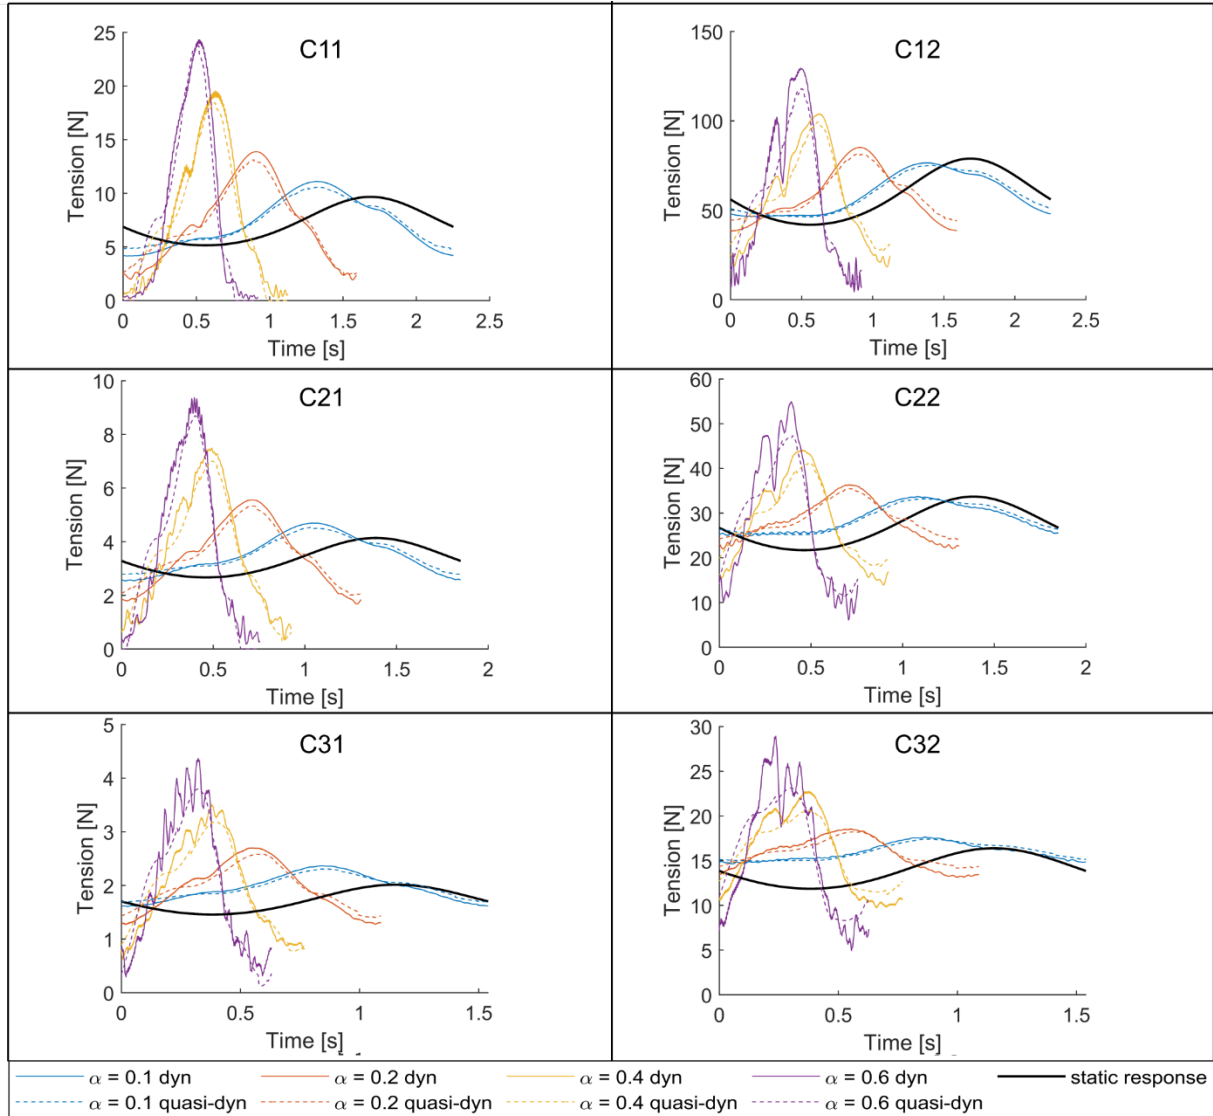 C11
Tension [N]
25
20
15
10
5
0
0 0.5 1 1.5 2 2.5
Time [s]
C12
Tension [N]
150
100
50
0
0 0.5 1 1.5 2 2.5
Time [s]
C21
Tension [N]
10
8
6
4
2
0
0 0.5 1 1.5 2
Time [s]
C22
Tension [N]
60
50
40
30
20
10
0
0 0.5 1 1.5 2
Time [s]
C31
Tension [N]
5
4
3
2
1
0
0 0.5 1 1.5
Time [s]
C32
Tension [N]
30
25
20
15
10
5
0
0 0.5 1 1.5
Time [s]
α = 0.1 dyn α = 0.2 dyn α = 0.4 dyn α = 0.6 dyn static response
α = 0.1 quasi-dyn α = 0.2 quasi-dyn α = 0.4 quasi-dyn α = 0.6 quasi-dyn